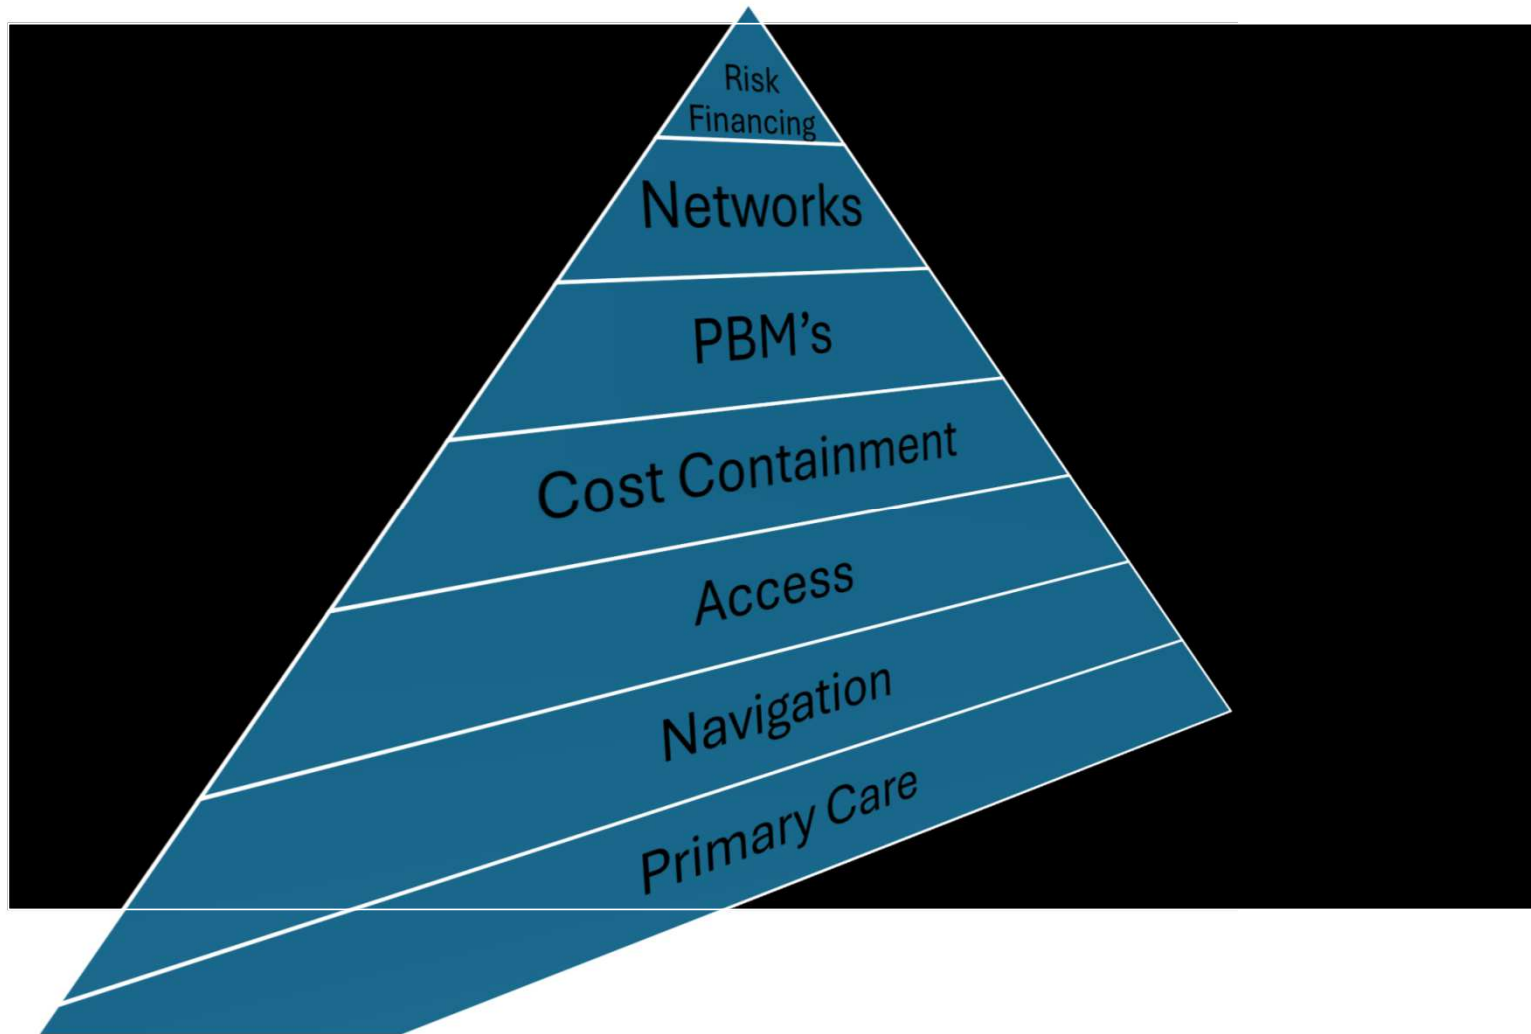 Risk
Financing
Networks
PBM’s
Cost Containment
Access
Navigation
Primary Care